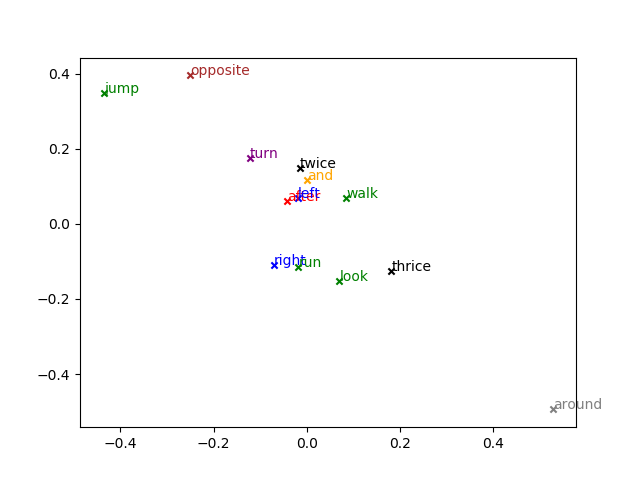 0.4
0.2
0.0
−0.2
−0.4
opposite
jump
turn
twice
and
left
walk
after
right
run
thrice
look
around
−0.4
−0.2
0.0
0.2
0.4